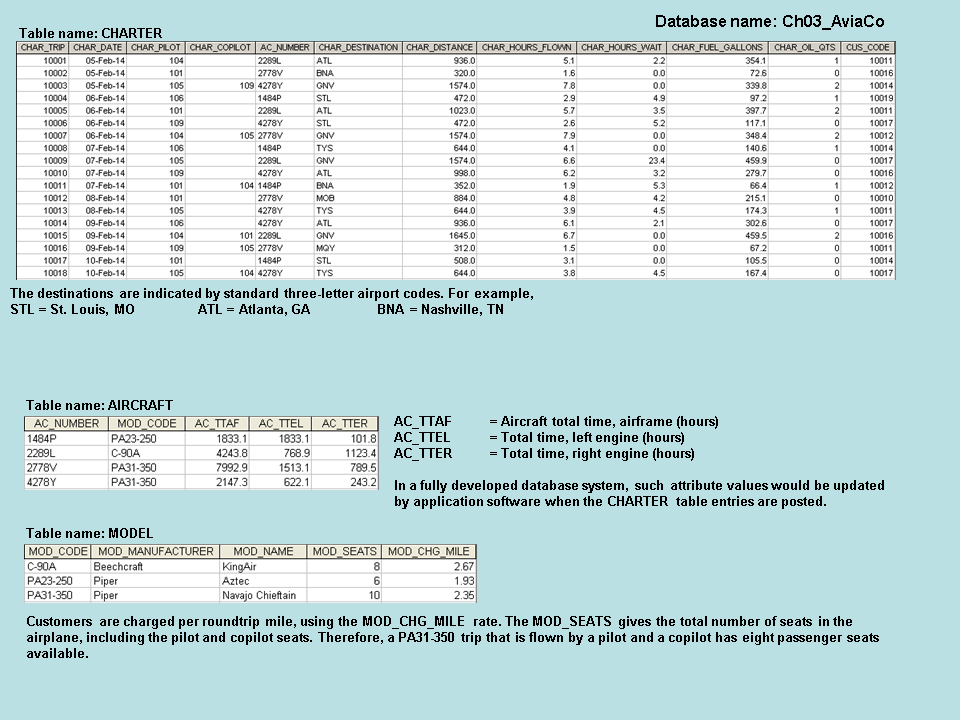 Database name: Ch03_AviaCo
Table name: CHARTER
CHAR_TRIP CHAR_DATE CHAR_PILOT CHAR_COPILOT AC_NUMBER CHAR_DESTINATION CHAR_DISTANCE CHAR_HOURS_FLOWN CHAR_HOURS_WAIT CHAR_FUEL_GALLONS CHAR_OIL_QTS CUS_CODE
10001 05-Feb-14 104 2289L ATL 936.0 5.1 2.2 354.1 1 10011
10002 05-Feb-14 101 2778V BNA 320.0 1.6 0.0 72.6 0 10016
10003 05-Feb-14 105 109 4278Y GNV 1574.0 7.8 0.0 339.8 2 10014
10004 06-Feb-14 106 1484P STL 472.0 2.9 4.9 97.2 1 10019
10005 06-Feb-14 101 2289L ATL 1023.0 5.7 3.5 397.7 2 10011
10006 06-Feb-14 109 4278Y STL 472.0 2.6 5.2 117.1 0 10017
10007 06-Feb-14 104 105 2778V GNV 1574.0 7.9 0.0 348.4 2 10012
10008 07-Feb-14 106 1484P TYS 644.0 4.1 0.0 140.6 1 10014
10009 07-Feb-14 105 2289L GNV 1574.0 6.6 23.4 459.9 0 10017
10010 07-Feb-14 109 4278Y ATL 998.0 6.2 3.2 279.7 0 10016
10011 07-Feb-14 101 104 1484P BNA 352.0 1.9 5.3 66.4 1 10012
10012 08-Feb-14 101 2778V MOB 884.0 4.8 4.2 215.1 0 10010
10013 08-Feb-14 105 4278Y TYS 644.0 3.9 4.5 174.3 1 10011
10014 09-Feb-14 106 4278Y ATL 936.0 6.1 2.1 302.6 0 10017
10015 09-Feb-14 104 101 2289L GNV 1645.0 6.7 0.0 459.5 2 10016
10016 09-Feb-14 109 105 2778V MQY 312.0 1.5 0.0 67.2 0 10011
10017 10-Feb-14 101 1484P STL 508.0 3.1 0.0 105.5 0 10014
10018 10-Feb-14 105 104 4278Y TYS 644.0 3.8 4.5 167.4 0 10017
The destinations are indicated by standard three-letter airport codes. For example,
STL = St. Louis, MO ATL = Atlanta, GA BNA = Nashville, TN
Table name: AIRCRAFT
AC_NUMBER MOD_CODE AC_TTAF AC_TTEL AC_TTER
1484P PA23-250 1833.1 1833.1 101.8
2289L C-90A 4243.8 768.9 1123.4
2778V PA31-350 7992.9 1513.1 789.5
4278Y PA31-350 2147.3 622.1 243.2
AC_TTAF = Aircraft total time, airframe (hours)
AC_TTEL = Total time, left engine (hours)
AC_TTER = Total time, right engine (hours)
In a fully developed database system, such attribute values would be updated
by application software when the CHARTER table entries are posted.
Table name: MODEL
MOD_CODE MOD_MANUFACTURER MOD_NAME MOD_SEATS MOD_CHG_MILE
C-90A Beechcraft KingAir 8 2.67
PA23-250 Piper Aztec 6 1.93
PA31-350 Piper Navajo Chieftain 10 2.35
Customers are charged per roundtrip mile, using the MOD_CHG_MILE rate. The MOD_SEATS gives the total number of seats in the
airplane, including the pilot and copilot seats. Therefore, a PA31-350 trip that is flown by a pilot and a copilot has eight passenger seats
available.